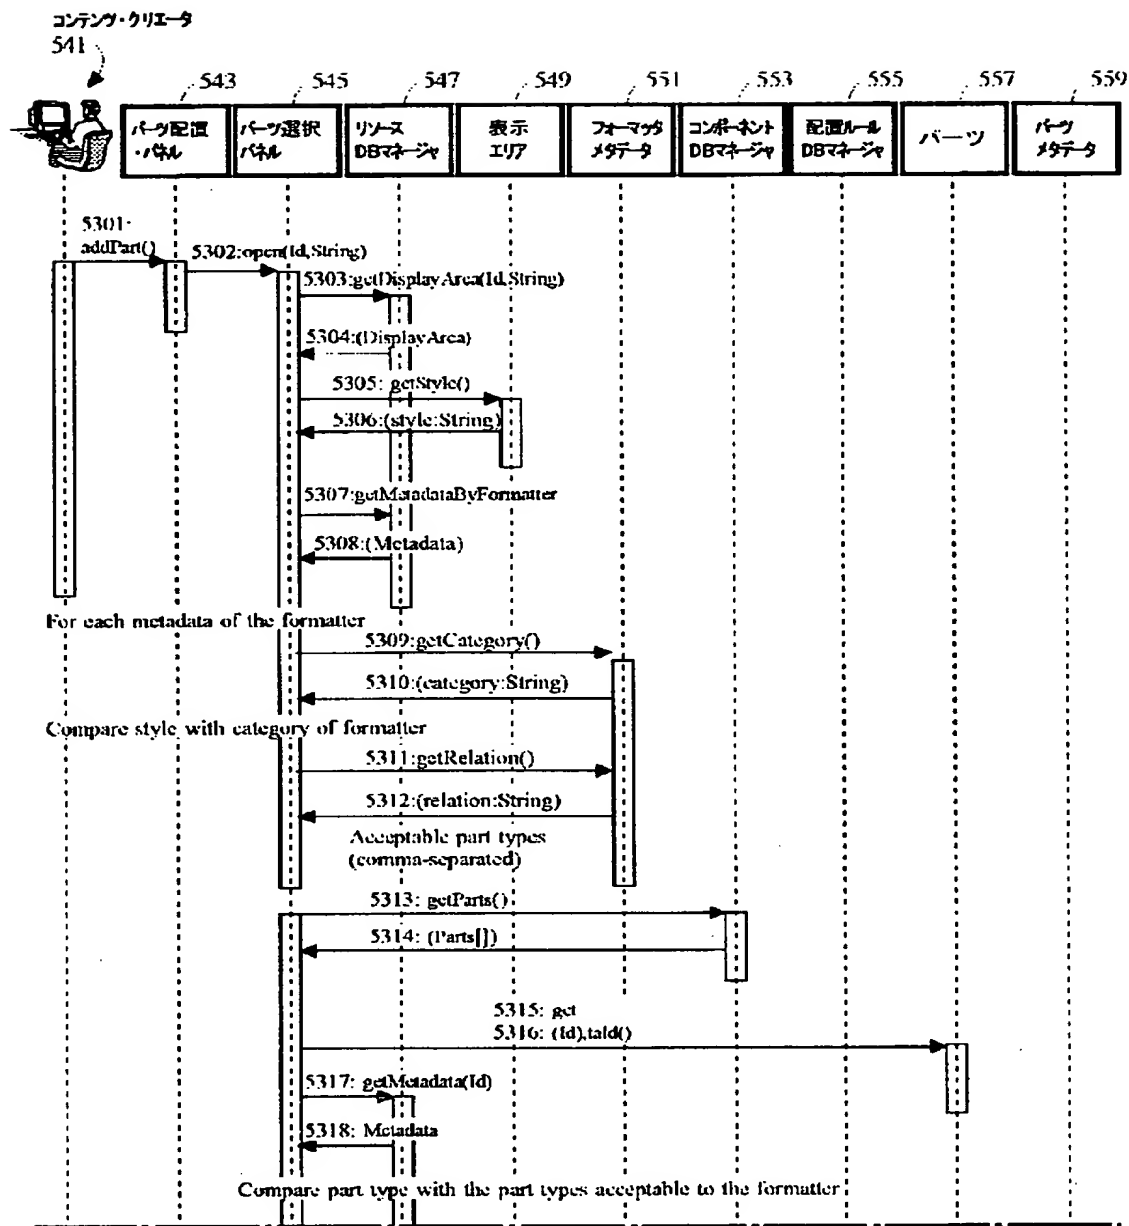 コンテンツ・クリエータ
541
543
545
547
549
551
553
555
557
559
パーツ配置
・パネル
パーツ選択
パネル
リソース
DBマネージャ
表示
エリア
フォーマッタ
メタデータ
コンポーネント
DBマネージャ
配置ルール
DBマネージャ
パーツ
パーツ
メタデータ
5301:
addPart()
5302:open(Id,String)
5303:getDisplayArea(Id,String)
5304:(DisplayArea)
5305: getStyle()
5306:(style:String)
5307:getMetadataByFormatter
5308:(Metadata)
For each metadata of the formatter
5309:getCategory()
5310:(category:String)
Compare style with category of formatter
5311:getRelation()
5312:(relation:String)
Acceptable part types
(comma-separated)
5313: getParts()
5314: (Parts[])
5315: get
5316: (Id),taId()
5317: getMetadata(Id)
5318: Metadata
Compare part type with the part types acceptable to the formatter